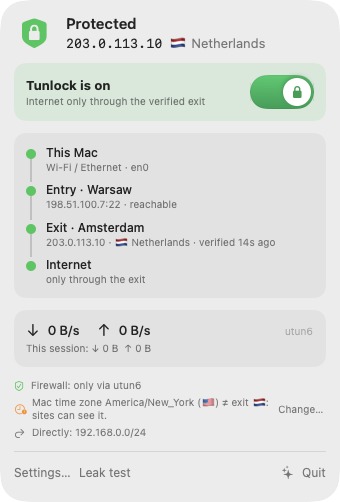 Protected
203.0.113.10 🇳🇱 Netherlands
Tunlock is on
Internet only through the verified exit
This Mac
Wi-Fi / Ethernet · en0
Entry · Warsaw
198.51.100.7:22 · reachable
Exit · Amsterdam
203.0.113.10 · 🇳🇱 Netherlands · verified 14s ago
Internet
only through the exit
↓ 0 B/s ↑ 0 B/s utun6
This session: ↓ 0 B ↑ 0 B
Firewall: only via utun6
Mac time zone America/New_York (🇺🇸) ≠ exit 🇳🇱:
sites can see it. Change...
Directly: 192.168.0.0/24
Settings... Leak test Quit